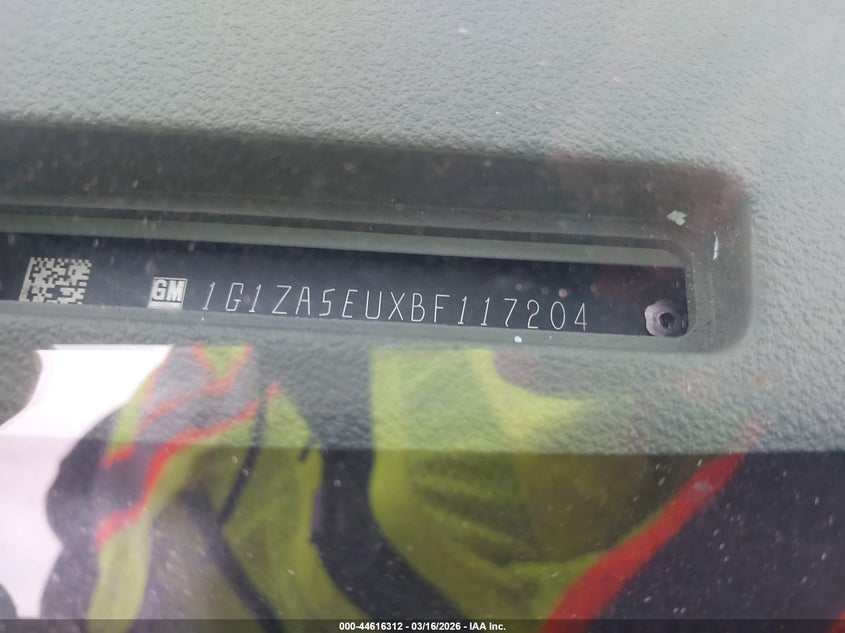 GM 1G1ZA5EUXBF117204
000-44616312 - 03/16/2026 - IAA Inc.